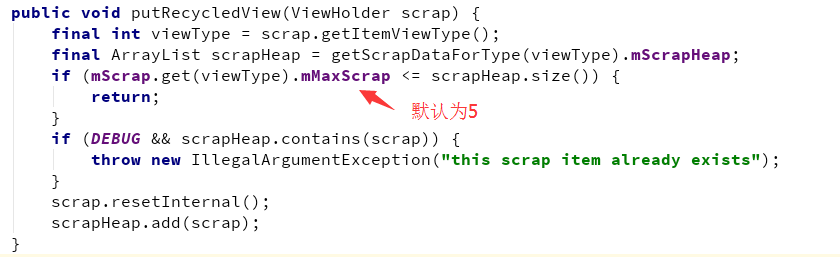 public void putRecycledView(ViewHolder scrap) {
    final int viewType = scrap.getItemViewType();
    final ArrayList scrapHeap = getScrapDataForType(viewType).mScrapHeap;
    if (mScrap.get(viewType).mMaxScrap <= scrapHeap.size()) {
        return;
默认为5
    }
    if (DEBUG && scrapHeap.contains(scrap)) {
        throw new IllegalArgumentException("this scrap item already exists");
    }
    scrap.resetInternal();
    scrapHeap.add(scrap);
}